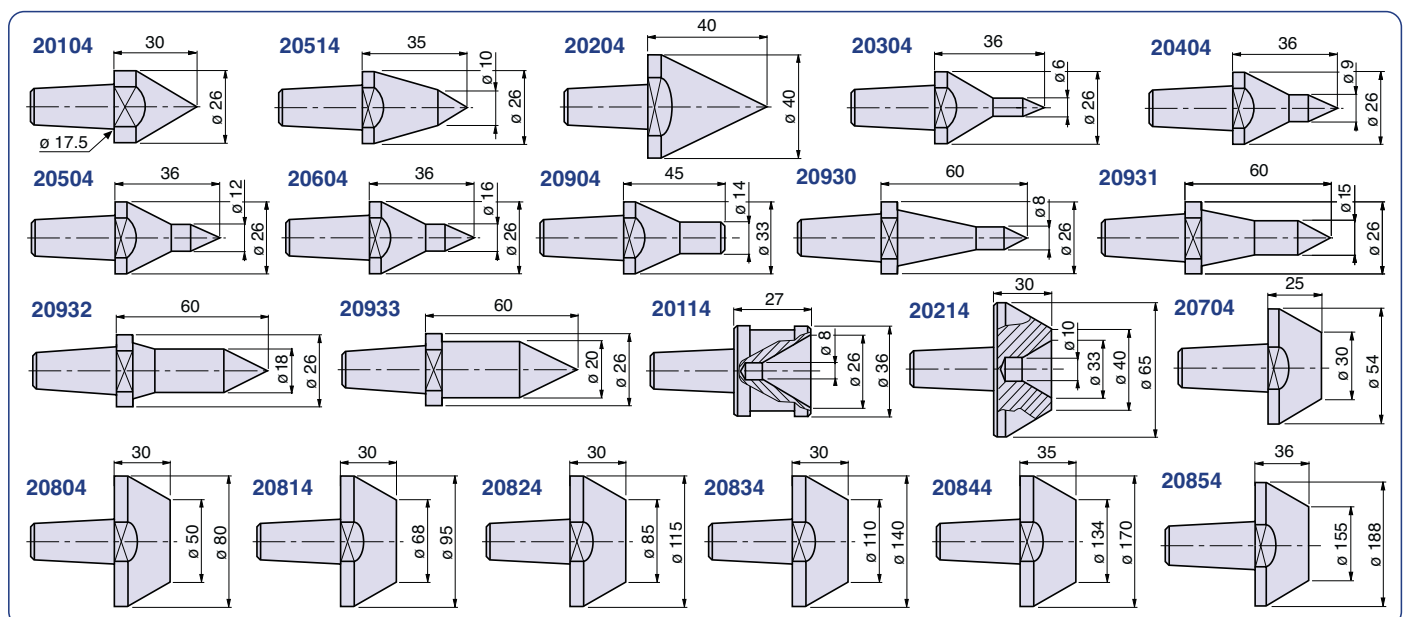 20104 30 ø 26 ø 17.5
20514 35 ø 10 ø 26
20204 40 ø 40
20304 36 ø 6 ø 26
20404 36 ø 9 ø 26
20504 36 ø 12 ø 26
20604 36 ø 16 ø 26
20904 45 ø 14 ø 33
20930 60 ø 8 ø 26
20931 60 ø 15 ø 26
20932 60 ø 18 ø 26
20933 60 ø 20 ø 26
20114 27 ø 8 ø 26 ø 36
20214 30 ø 10 ø 33 ø 40 ø 65
20704 25 ø 30 ø 54
20804 30 ø 50 ø 80
20814 30 ø 68 ø 95
20824 30 ø 85 ø 115
20834 30 ø 110 ø 140
20844 35 ø 134 ø 170
20854 36 ø 155 ø 188